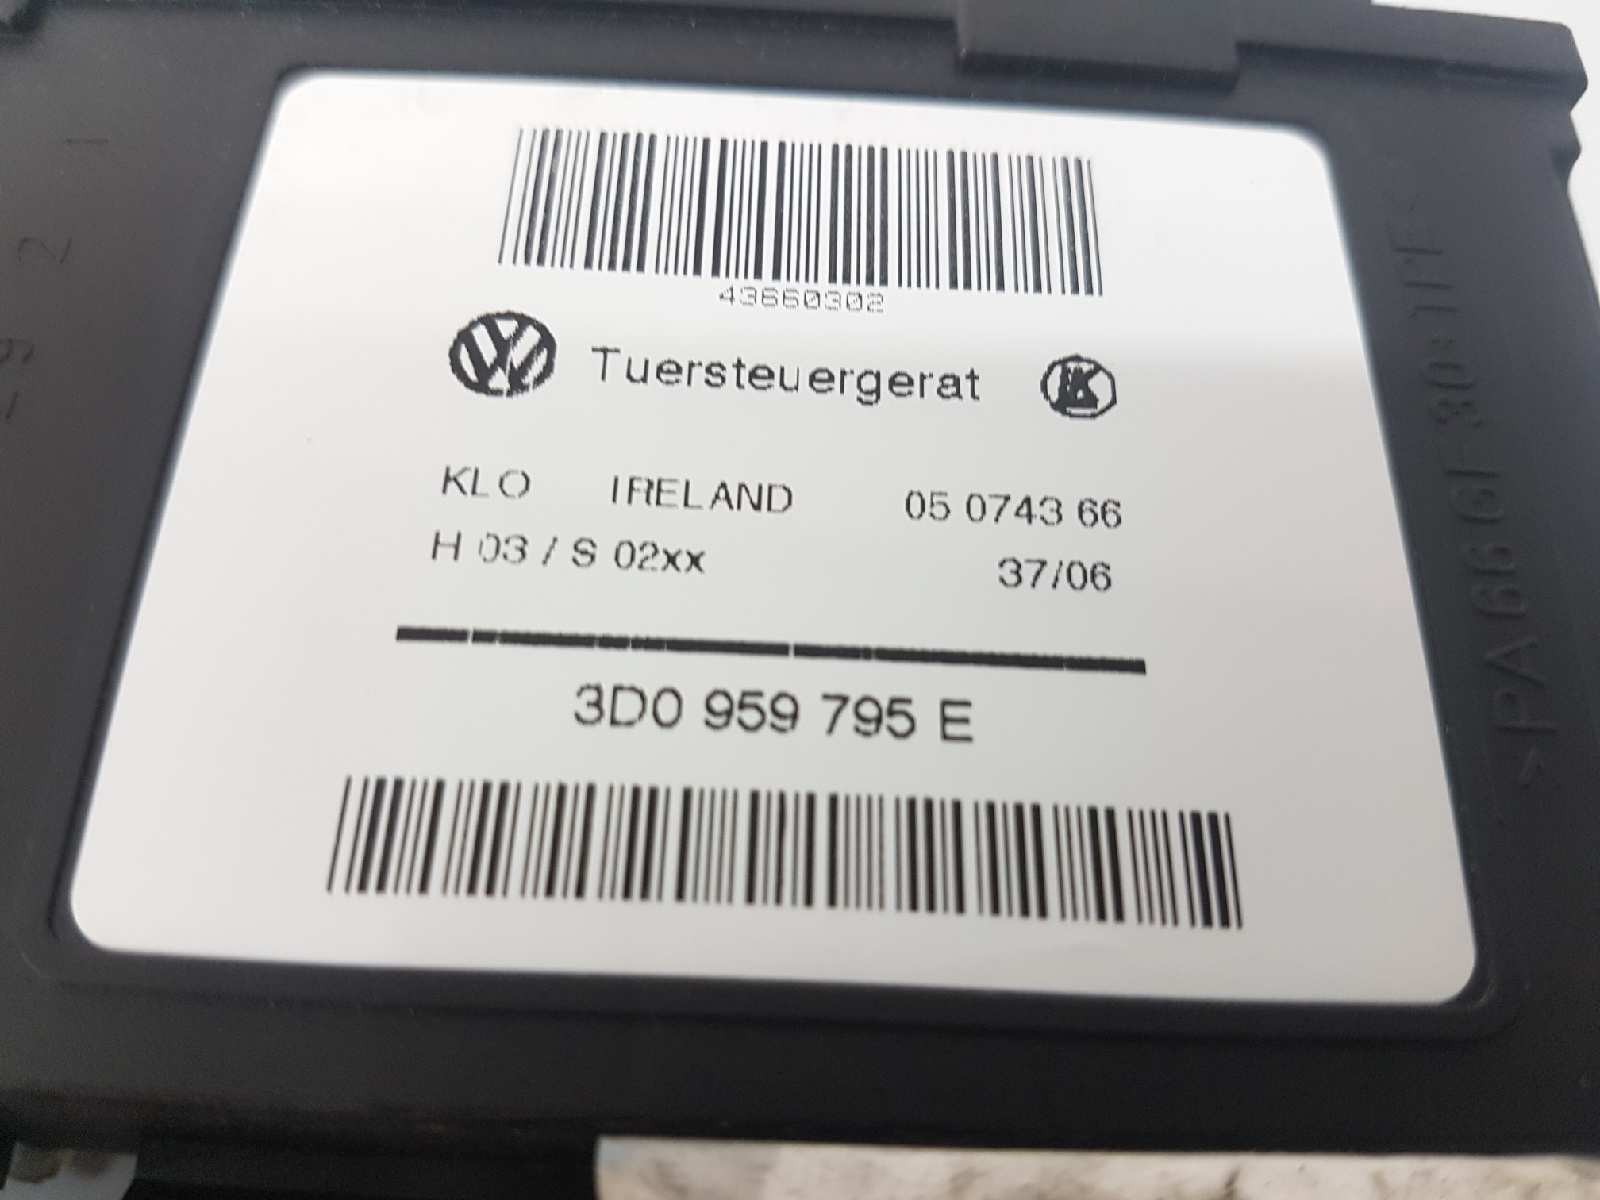 43660302
Tuersteuergerat
KLO IRELAND 05 0743 66
H 03 / S 02xx 37/06
3D0 959 795 E